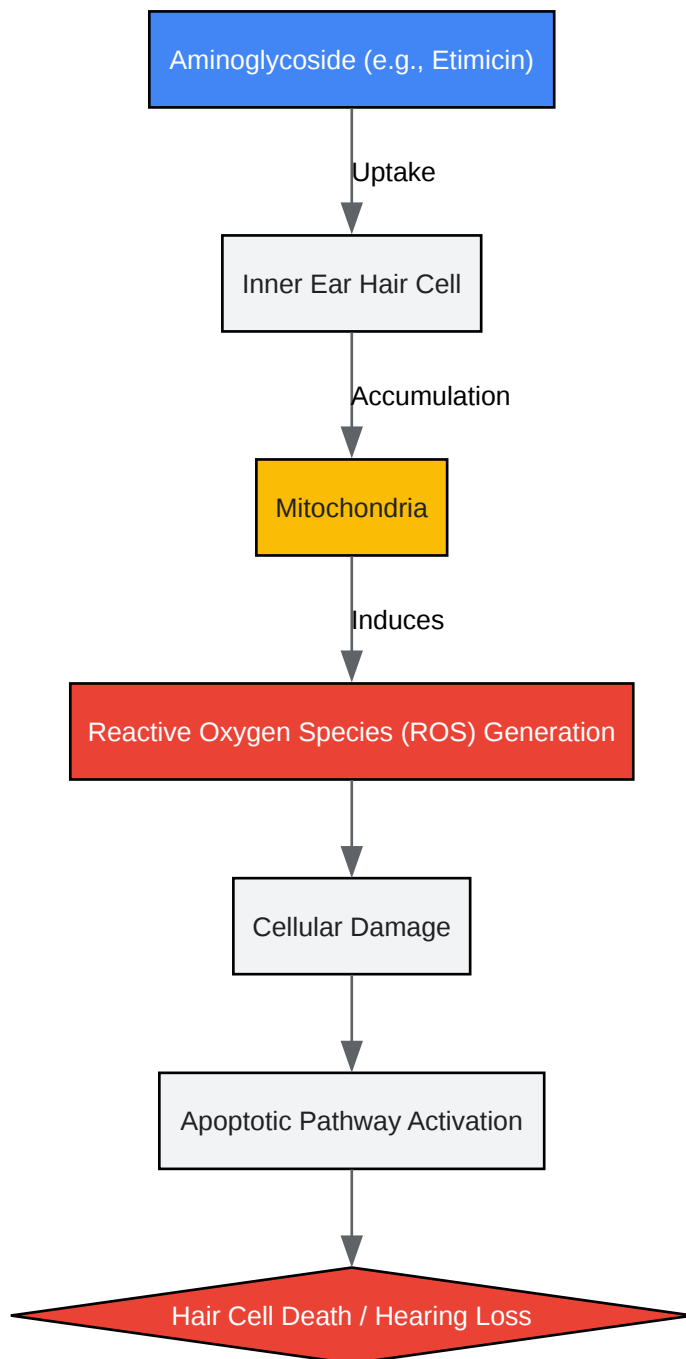 Aminoglycoside (e.g., Etimicin)
Uptake
Inner Ear Hair Cell
Accumulation
Mitochondria
Induces
Reactive Oxygen Species (ROS) Generation
Cellular Damage
Apoptotic Pathway Activation
Hair Cell Death / Hearing Loss